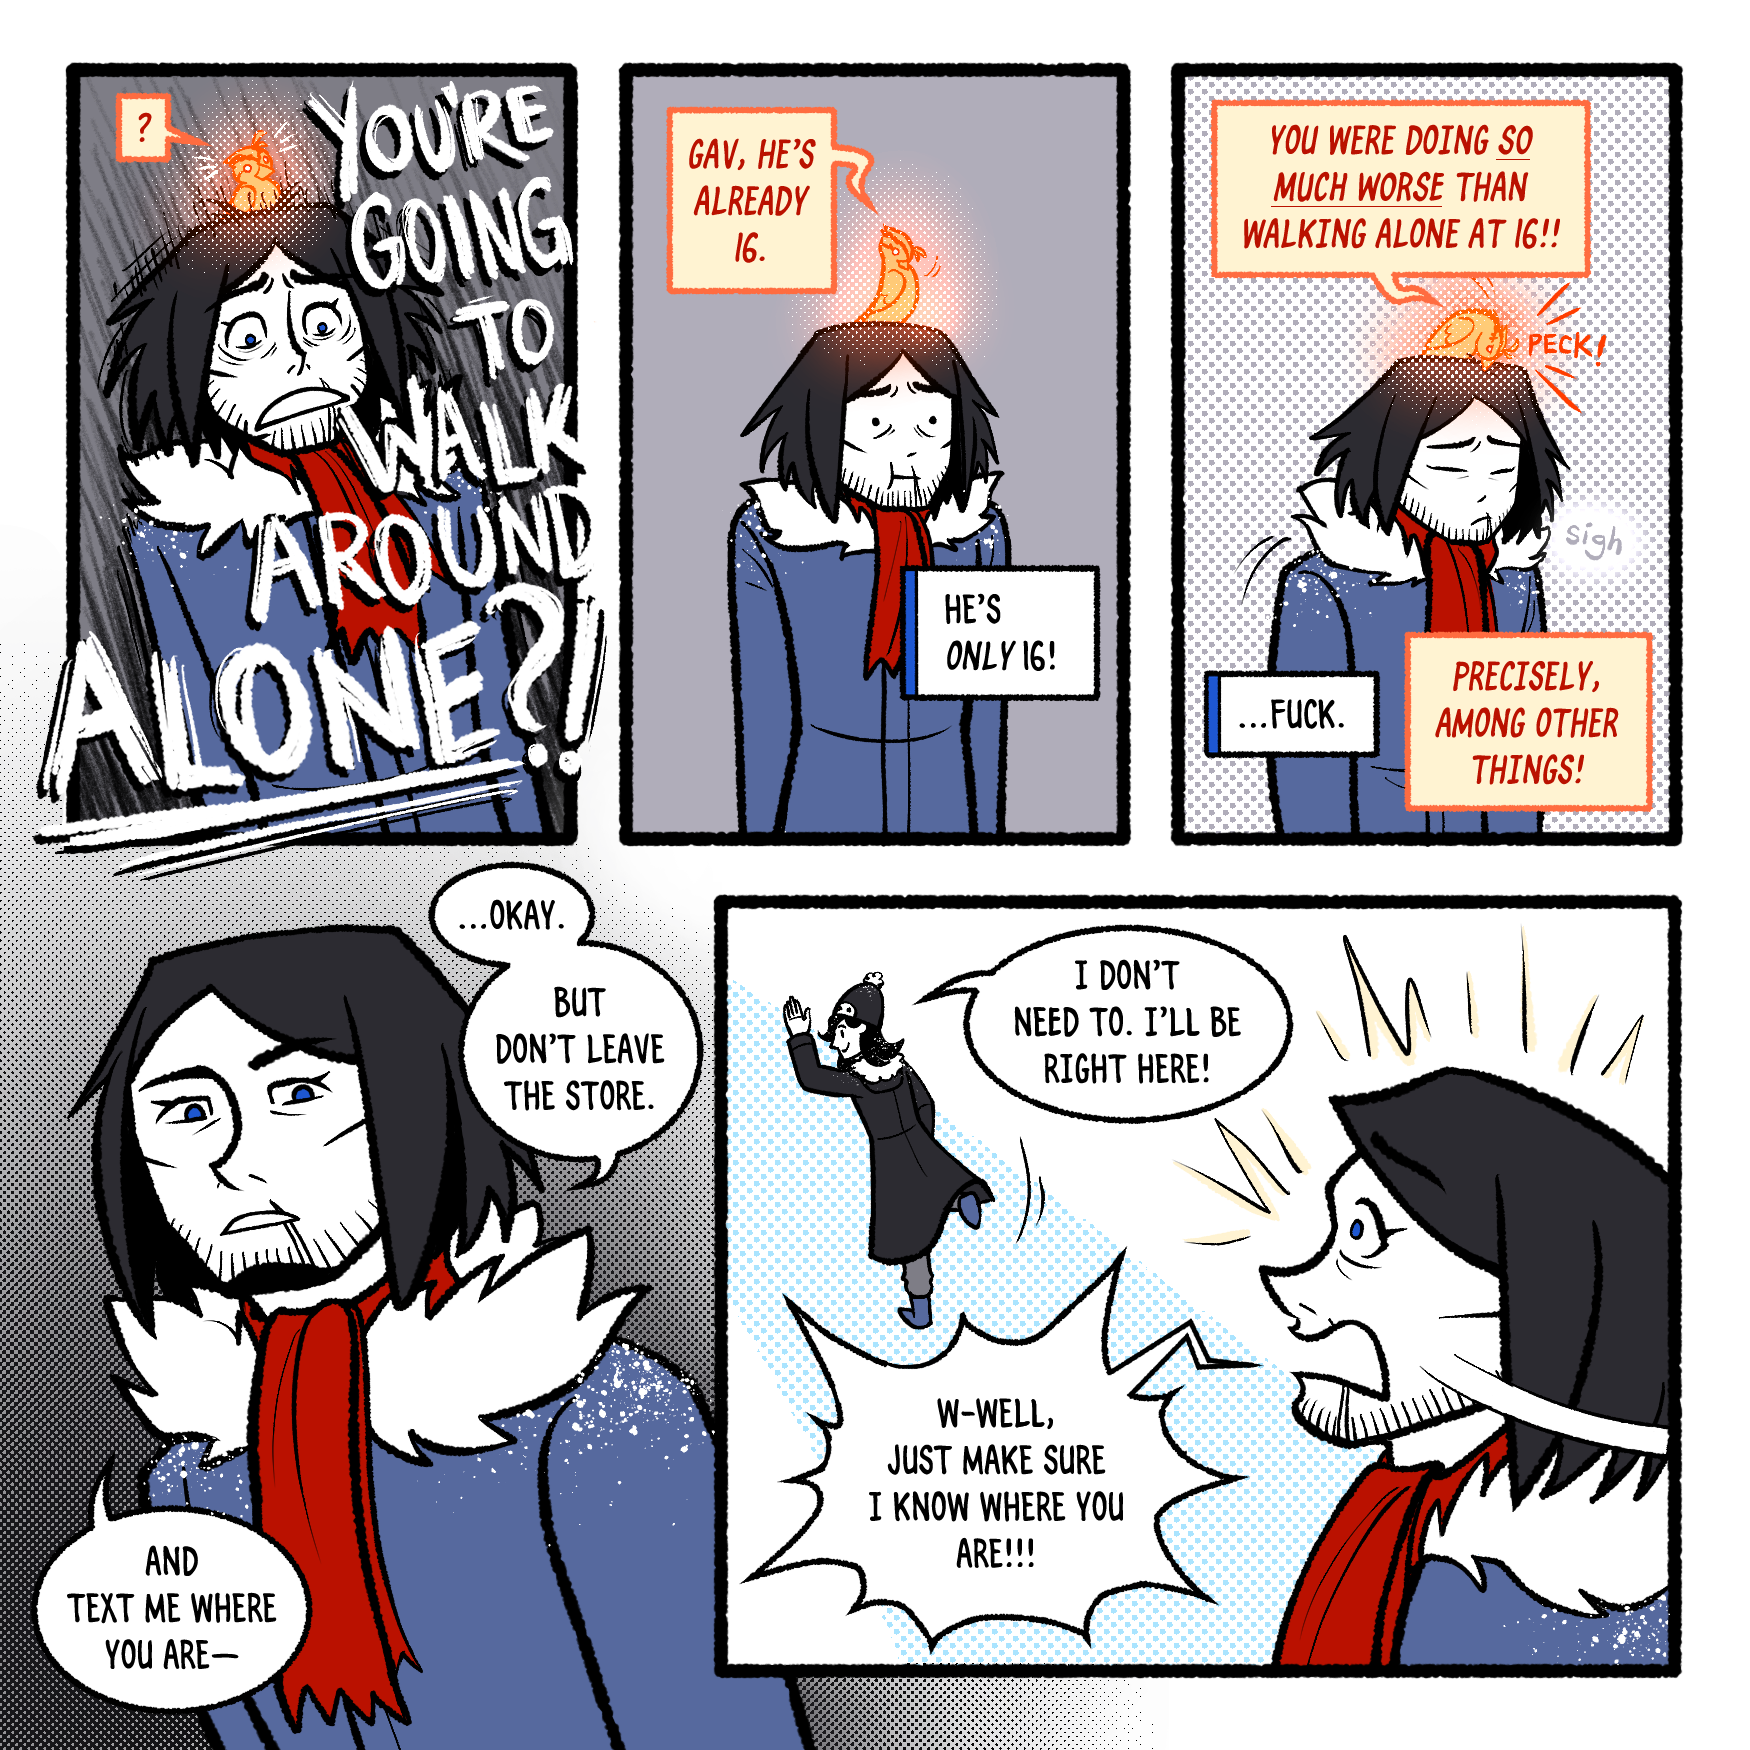 ?
YOU'RE
GOING
TO
WALK
AROUND
ALONE?!
GAV, HE'S
ALREADY
16.
HE'S
ONLY 16!
YOU WERE DOING SO
MUCH WORSE THAN
WALKING ALONE AT 16!!
PECK!
sigh
...FUCK.
PRECISELY,
AMONG OTHER
THINGS!
...OKAY.
BUT
DON'T LEAVE
THE STORE.
AND
TEXT ME WHERE
YOU ARE—
I DON'T
NEED TO. I'LL BE
RIGHT HERE!
W-WELL,
JUST MAKE SURE
I KNOW WHERE YOU
ARE!!!